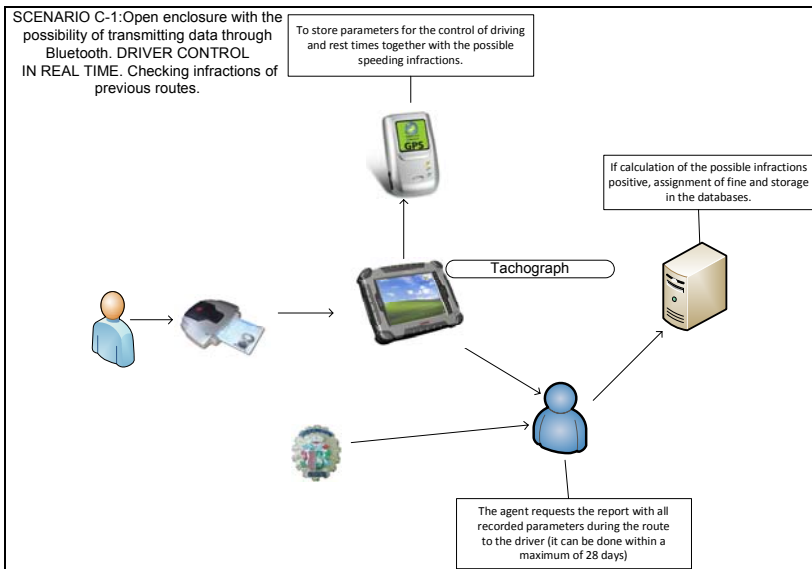 SCENARIO C-1:Open enclosure with the
possibility of transmitting data through
Bluetooth. DRIVER CONTROL
IN REAL TIME. Checking infractions of
previous routes.
To store parameters for the control of driving
and rest times together with the possible
speeding infractions.
GPS
If calculation of the possible infractions
positive, assignment of fine and storage
in the databases.
Tachograph
The agent requests the report with all
recorded parameters during the route
to the driver (it can be done within a
maximum of 28 days)